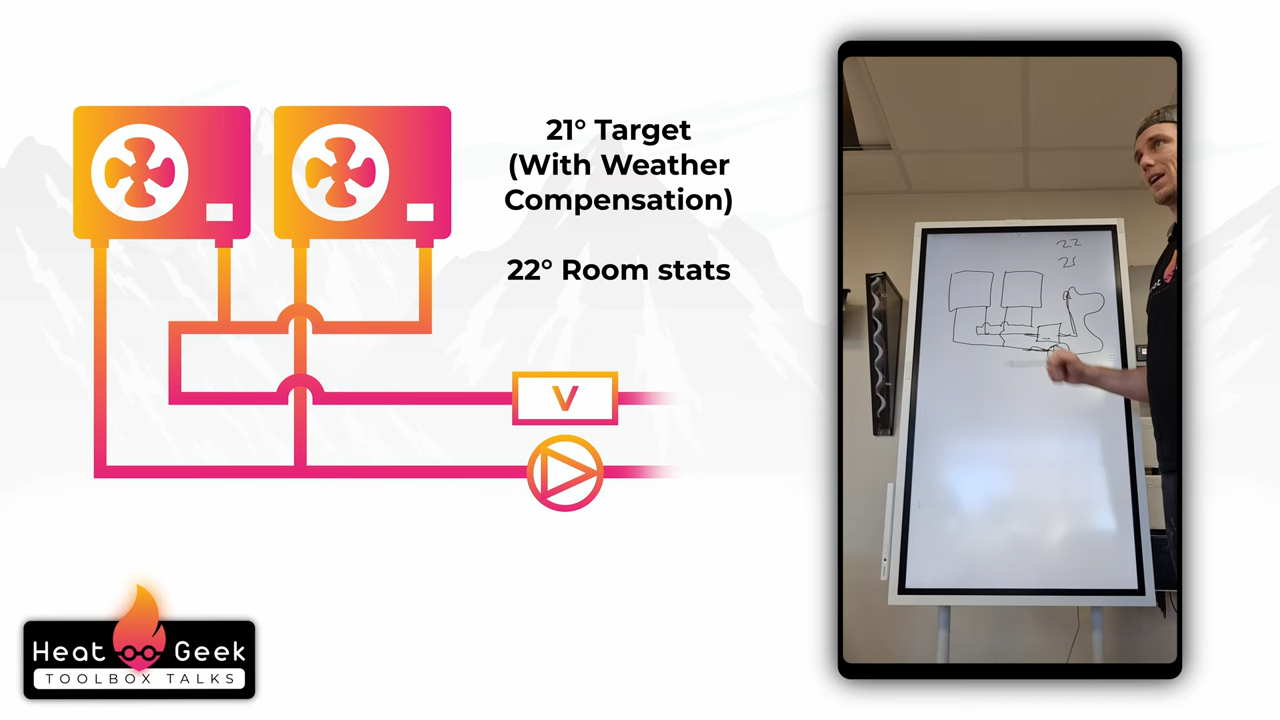 21° Target
(With Weather
Compensation)
22° Room stats
V
Heat Geek
TOOLBOX TALKS
22
21